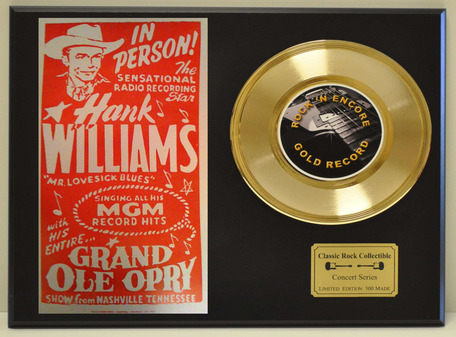 IN
PERSON!
The
SENSATIONAL
RADIO RECORDING
Star
Hank
WILLIAMS
"MR. LOVESICK BLUES"
SINGING ALL HIS
MGM
RECORD HITS
with
HIS
ENTIRE...
GRAND
OLE OPRY
SHOW from NASHVILLE TENNESSEE
ROCK 'N ENCORE
GOLD RECORD
Classic Rock Collectible
Concert Series
LIMITED EDITION 500 MADE